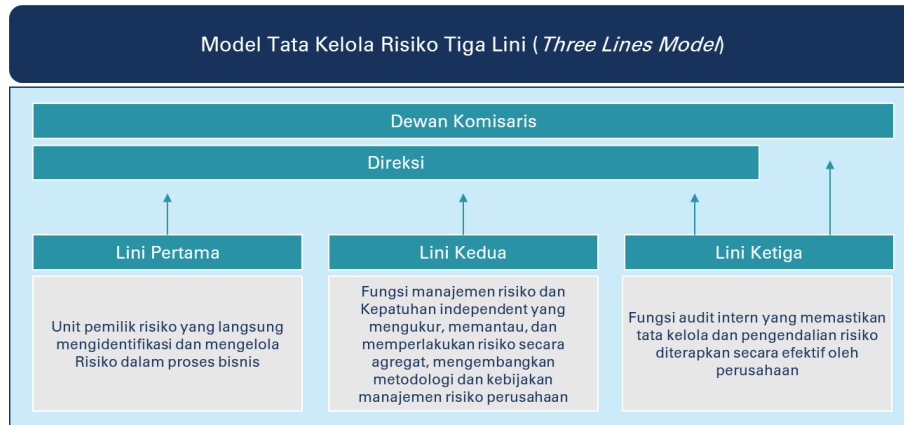 Model Tata Kelola Risiko Tiga Lini (Three Lines Model)
Dewan Komisaris
Direksi
Lini Pertama
Unit pemilik risiko yang langsung
mengidentifikasi dan mengelola
Risiko dalam proses bisnis
Lini Kedua
Fungsi manajemen risiko dan
Kepatuhan independent yang
mengukur, memantau, dan
memperlakukan risiko secara
agregat, mengembangkan
metodologi dan kebijakan
manajemen risiko perusahaan
Lini Ketiga
Fungsi audit intern yang memastikan
tata kelola dan pengendalian risiko
diterapkan secara efektif oleh
perusahaan